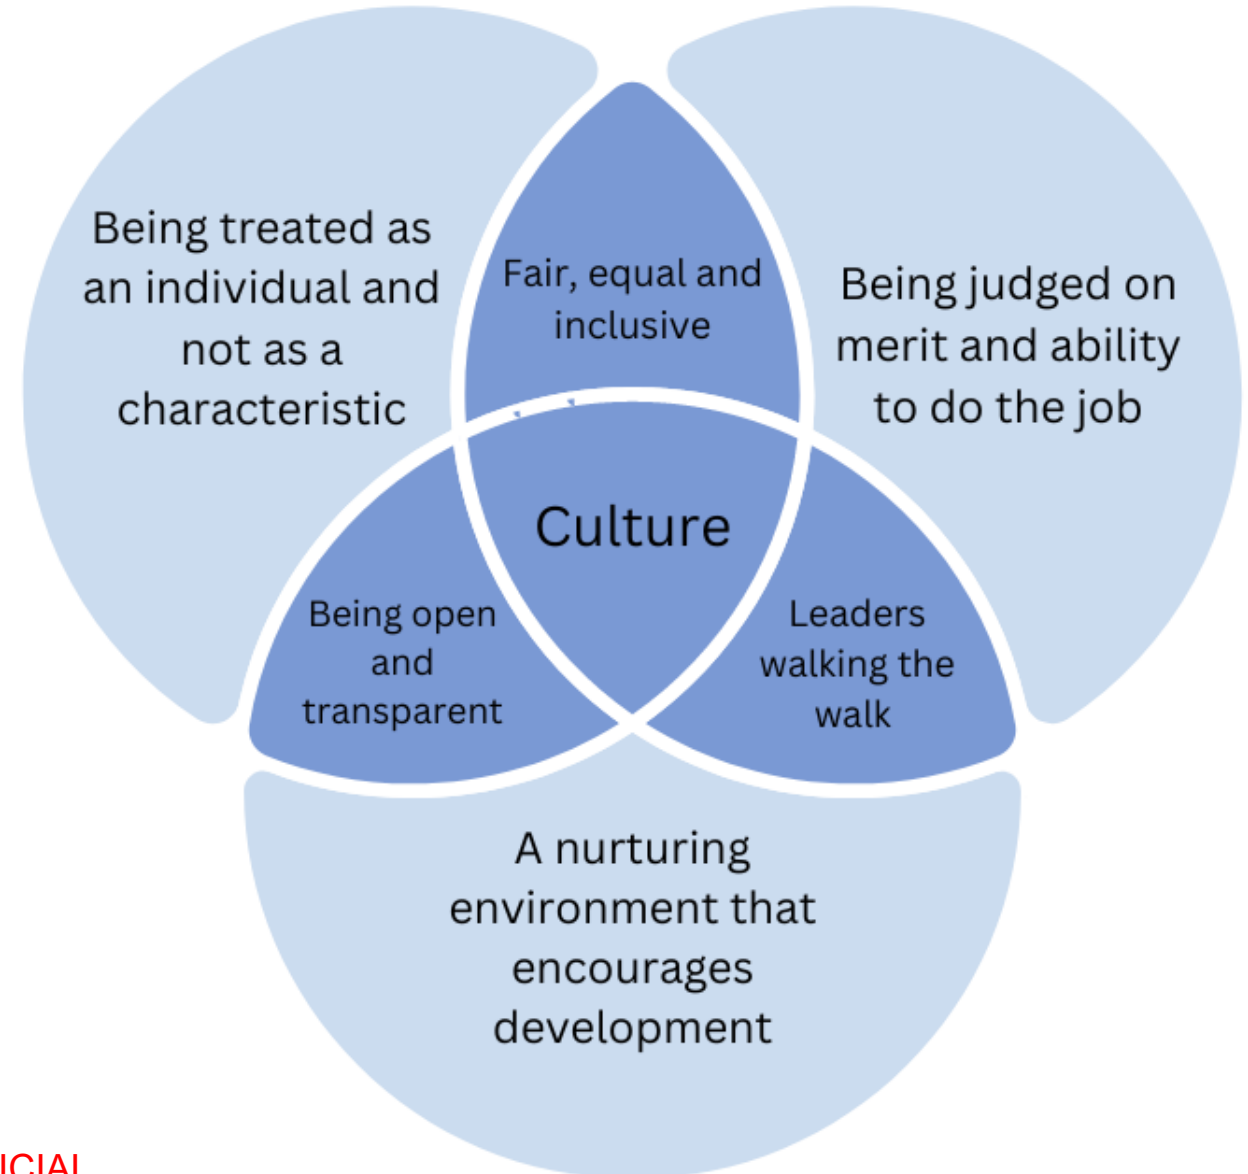 Being treated as
an individual and
not as a
characteristic
Fair, equal and
inclusive
Being judged on
merit and ability
to do the job
Culture
Being open
and
transparent
Leaders
walking the
walk
A nurturing
environment that
encourages
development